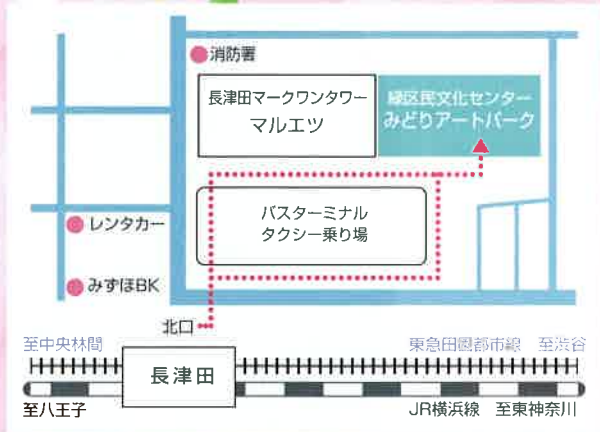 消防署
長津田マークワンタワー
マルエツ
緑区民文化センター
みどりアートパーク
バスターミナル
タクシー乗り場
レンタカー
みずほBK
北口
至中央林間
東急田園都市線　至渋谷
長津田
至八王子
JR横浜線　至東神奈川